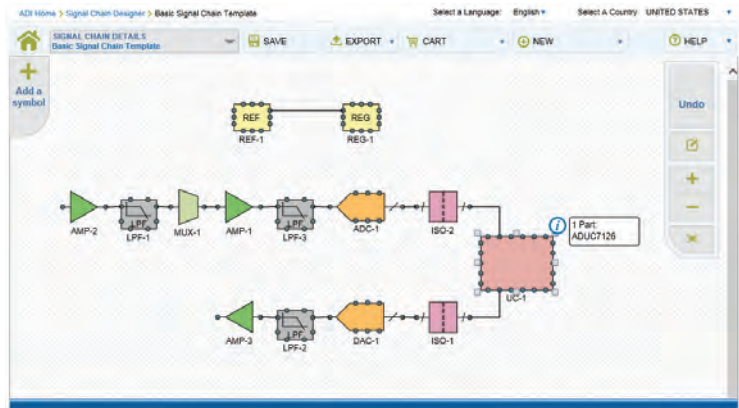 ADI Home > Signal Chain Designer > Basic Signal Chain Template
Select a Language: English
Select A Country UNITED STATES
SIGNAL CHAIN DETAILS
Basic Signal Chain Template
SAVE
EXPORT
CART
NEW
HELP
Add a
symbol
Undo
REF
REG
REF-1
REG-1
AMP-2
LPF
LPF-1
MUX-1
AMP-1
LPF
LPF-3
ADC-1
ISO-2
i
1 Part:
ADUC7126
UC-1
AMP-3
LPF
LPF-2
DAC-1
ISO-1